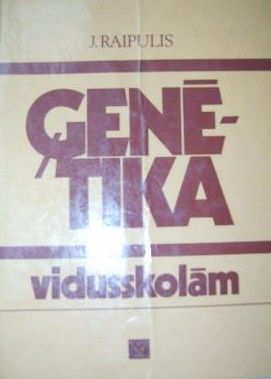 J. RAIPULIS
ĢENĒ-
TIKA
vidusskolām